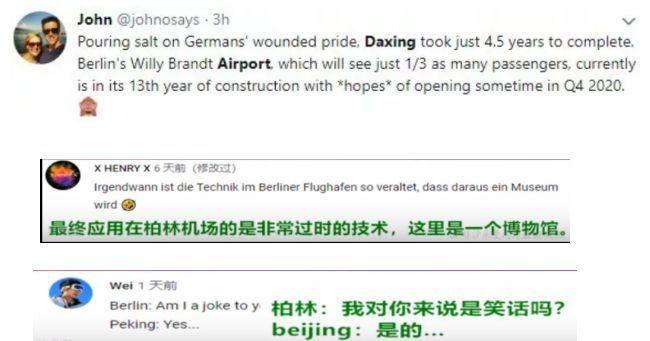 John @johnosays · 3h
Pouring salt on Germans' wounded pride, Daxing took just 4.5 years to complete.
Berlin's Willy Brandt Airport, which will see just 1/3 as many passengers, currently
is in its 13th year of construction with *hopes* of opening sometime in Q4 2020.
X HENRY X 6 天前 (修改过)
Irgendwann ist die Technik im Berliner Flughafen so veraltet, dass daraus ein Museum
wird
最终应用在柏林机场的是非常过时的技术，这里是一个博物馆。
Wei 1 天前
Berlin: Am I a joke to y
Peking: Yes...
柏林：我对你来说是笑话吗？
beijing：是的...